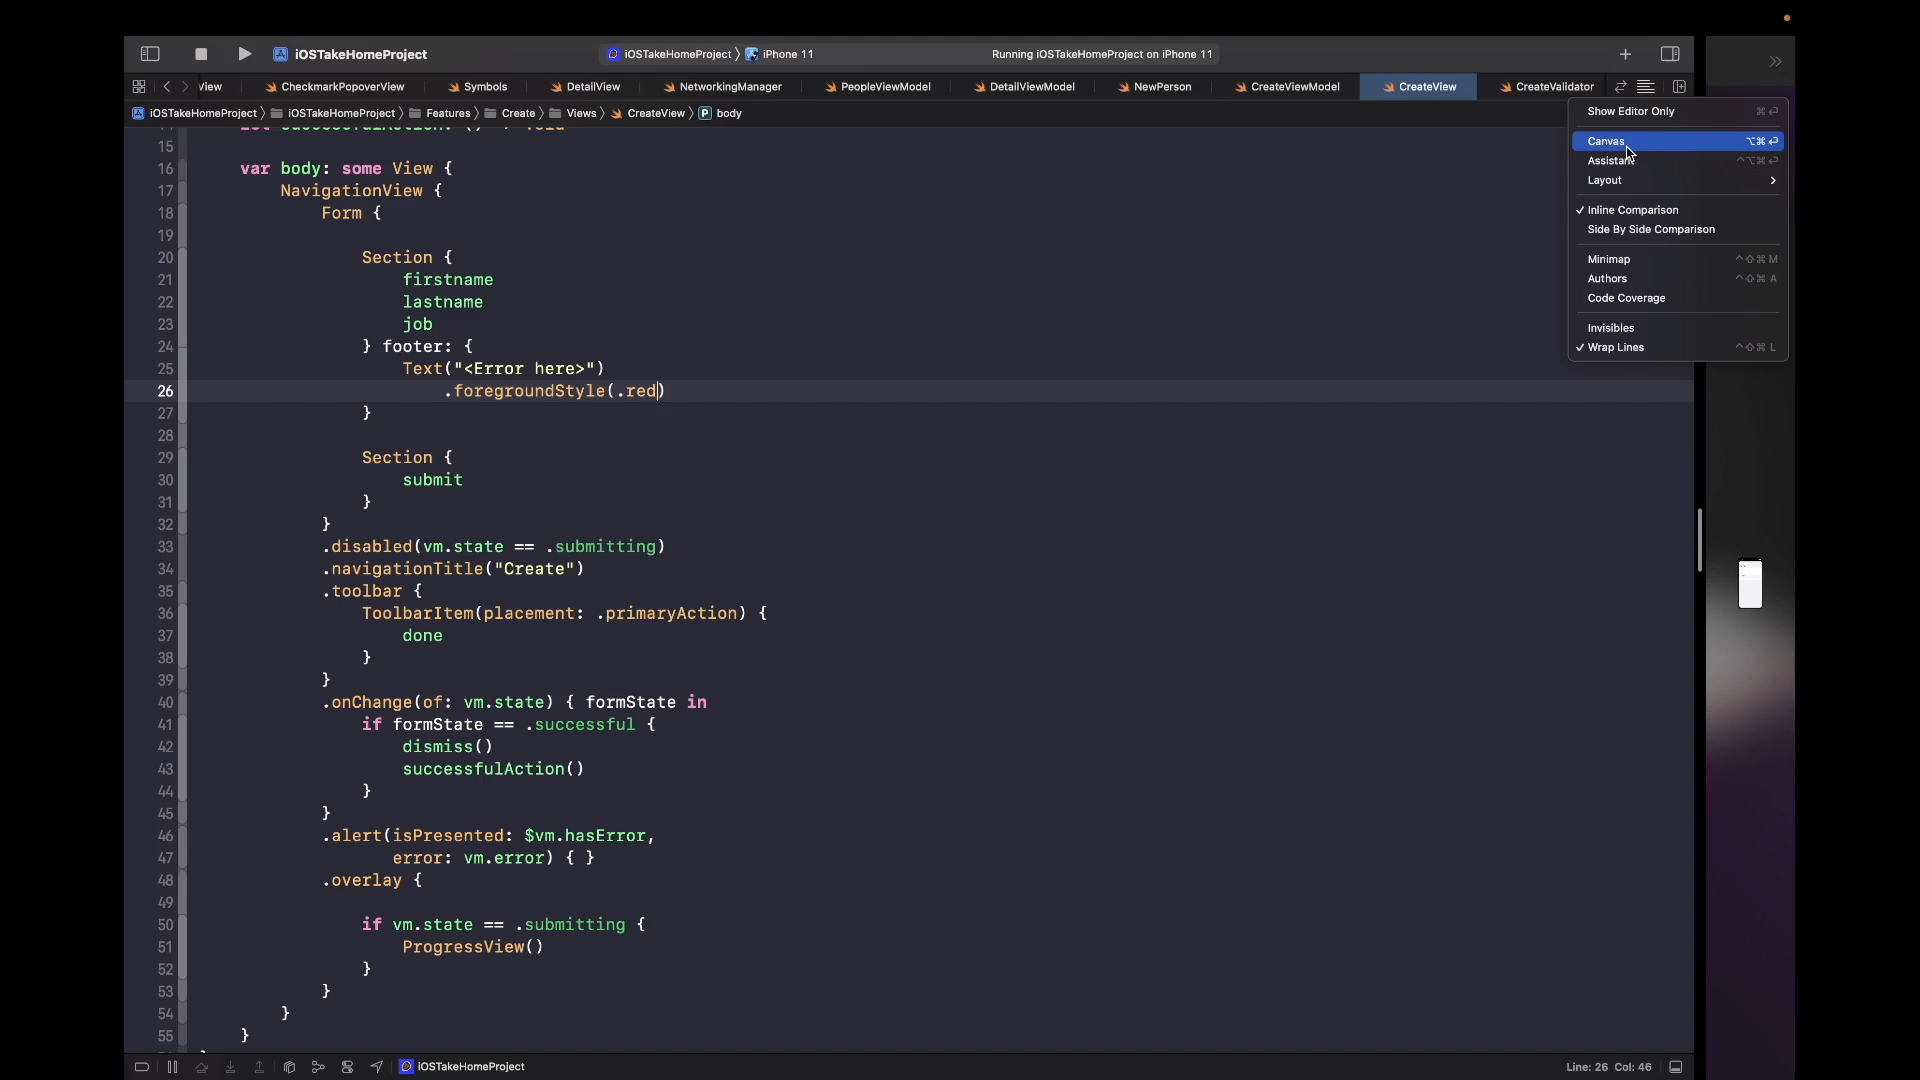 iOSTakeHomeProject
iOSTakeHomeProject 〉 iPhone 11
Running iOSTakeHomeProject on iPhone 11
View
CheckmarkPopoverView
Symbols
DetailView
NetworkingManager
PeopleViewModel
DetailViewModel
NewPerson
CreateViewModel
CreateView
CreateValidator
iOSTakeHomeProject 〉 iOSTakeHomeProject 〉 Features 〉 Create 〉 Views 〉 CreateView 〉 P body
15
16 var body: some View {
17 NavigationView {
18 Form {
19
20 Section {
21 firstname
22 lastname
23 job
24 } footer: {
25 Text("<Error here>")
26 .foregroundStyle(.red)
27 }
28
29 Section {
30 submit
31 }
32 }
33 .disabled(vm.state == .submitting)
34 .navigationTitle("Create")
35 .toolbar {
36 ToolbarItem(placement: .primaryAction) {
37 done
38 }
39 }
40 .onChange(of: vm.state) { formState in
41 if formState == .successful {
42 dismiss()
43 successfulAction()
44 }
45 }
46 .alert(isPresented: $vm.hasError,
47 error: vm.error) { }
48 .overlay {
49
50 if vm.state == .submitting {
51 ProgressView()
52 }
53 }
54 }
55 }
Show Editor Only ⌘ ↩
Canvas ⌥⌘ ↩
Assistant ^⌥⌘ ↩
Layout
✓ Inline Comparison
Side By Side Comparison
Minimap ^⇧⌘ M
Authors ^⇧⌘ A
Code Coverage
Invisibles
✓ Wrap Lines ^⇧⌘ L
iOSTakeHomeProject
Line: 26 Col: 46